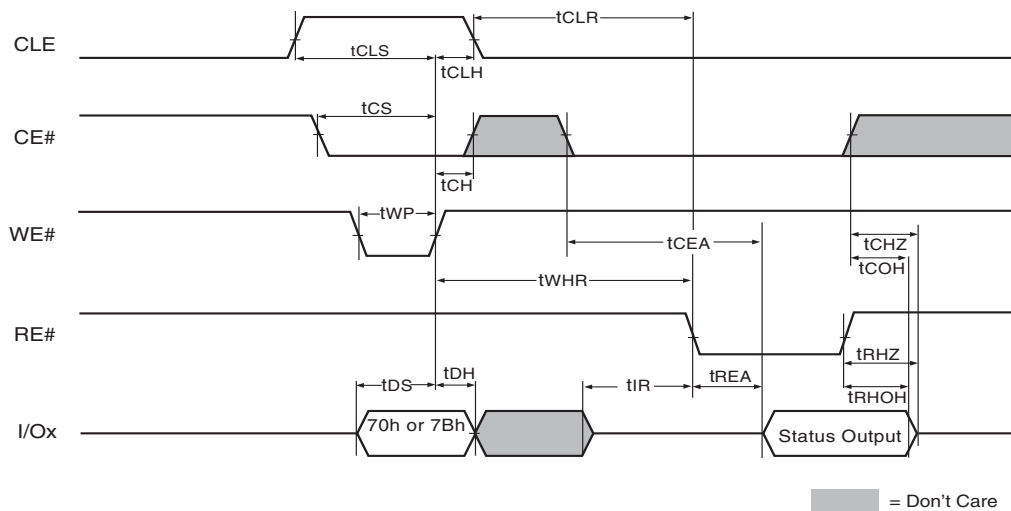 tCLR
CLE
tCLS
tCLH
tCS
CE#
tCH
tWP
WE#
tCEA
tCHZ
tCOH
tWHR
RE#
tDH
tRHZ
tDS
tIR
tREA
tRHOH
I/Ox
70h or 7Bh
Status Output
= Don't Care